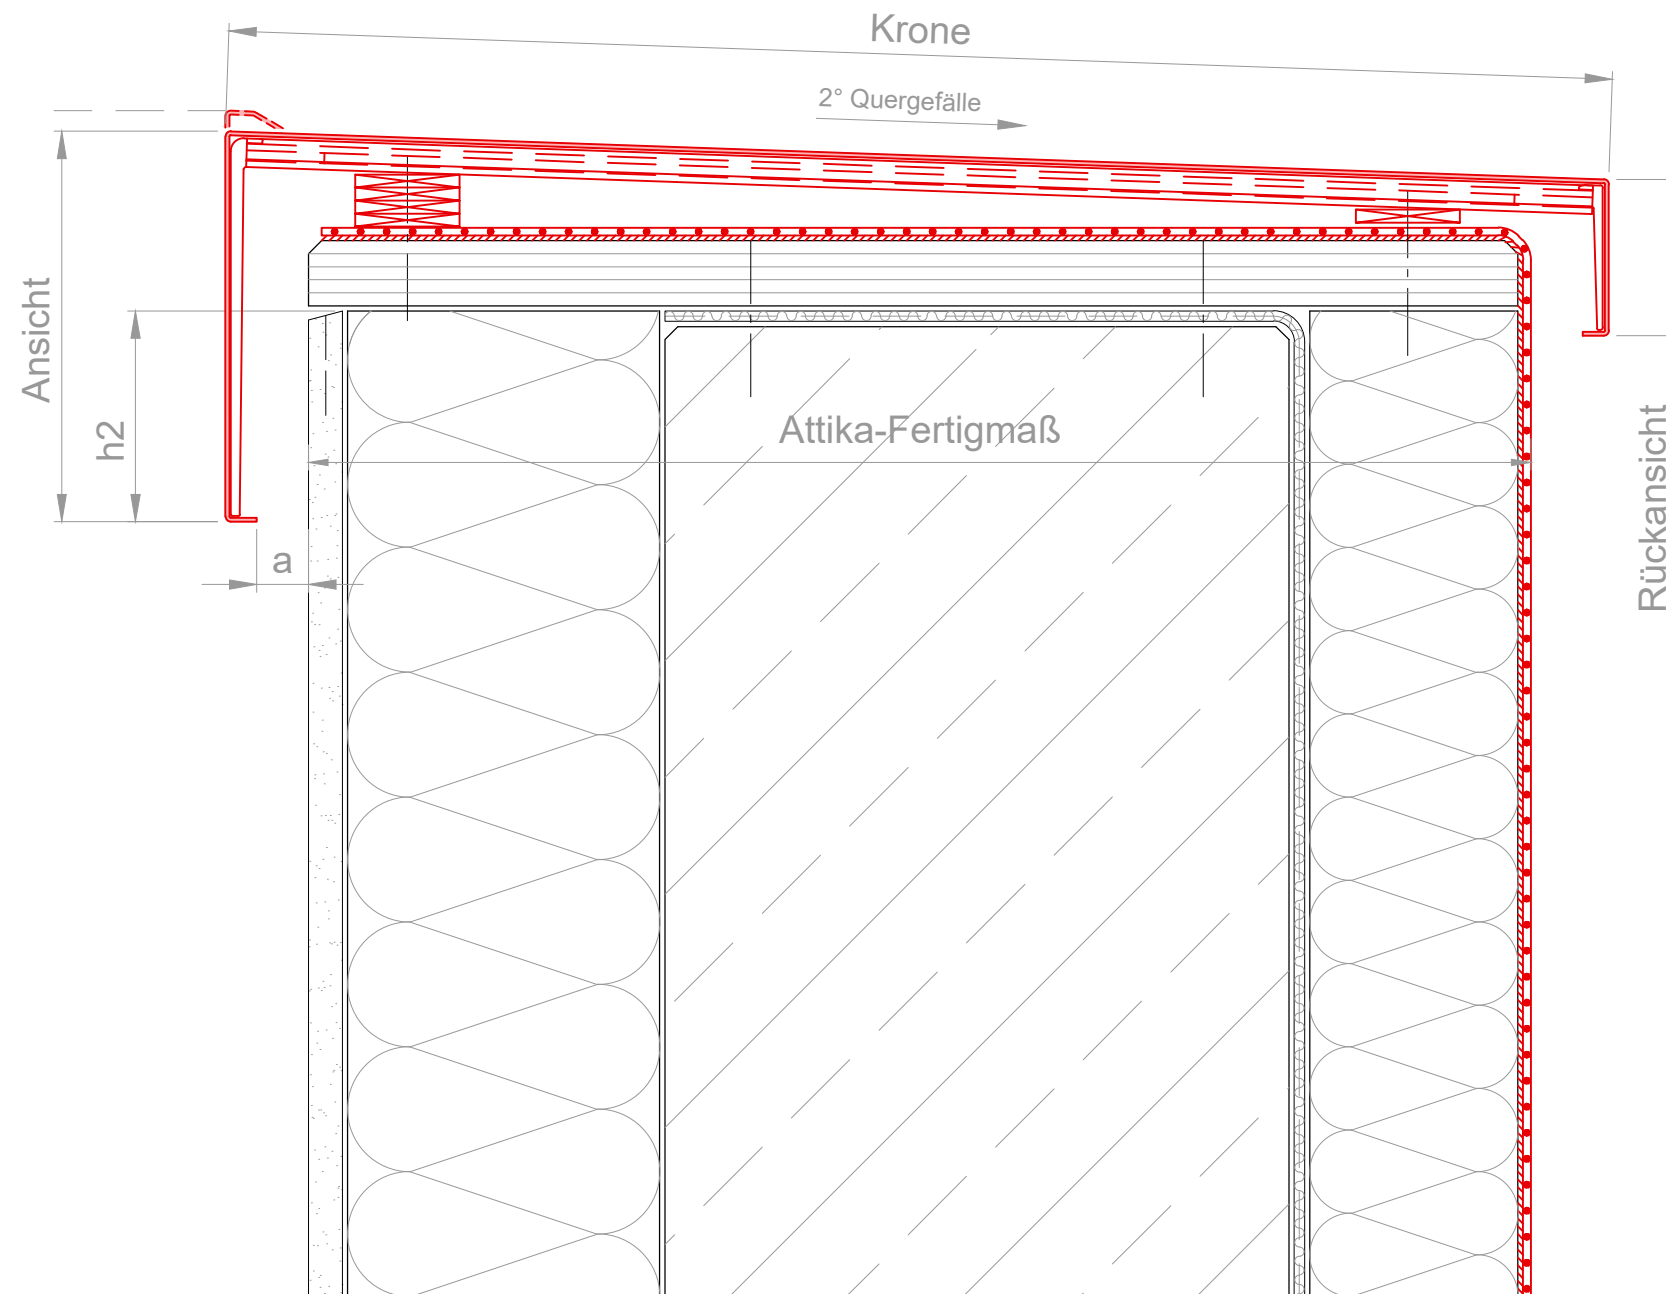 Krone
2° Quergefälle
Ansicht
h2
Attika-Fertigmaß
Rückansicht
a